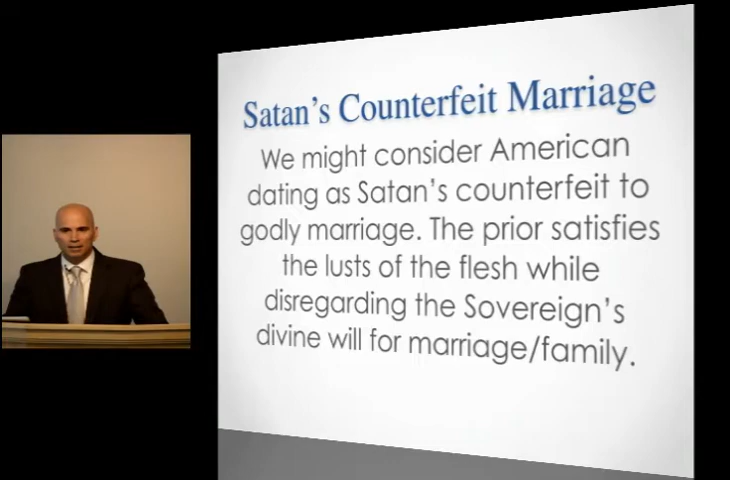 Satan's Counterfeit Marriage
We might consider American
dating as Satan's counterfeit to
godly marriage. The prior satisfies
the lusts of the flesh while
disregarding the Sovereign's
divine will for marriage/family.